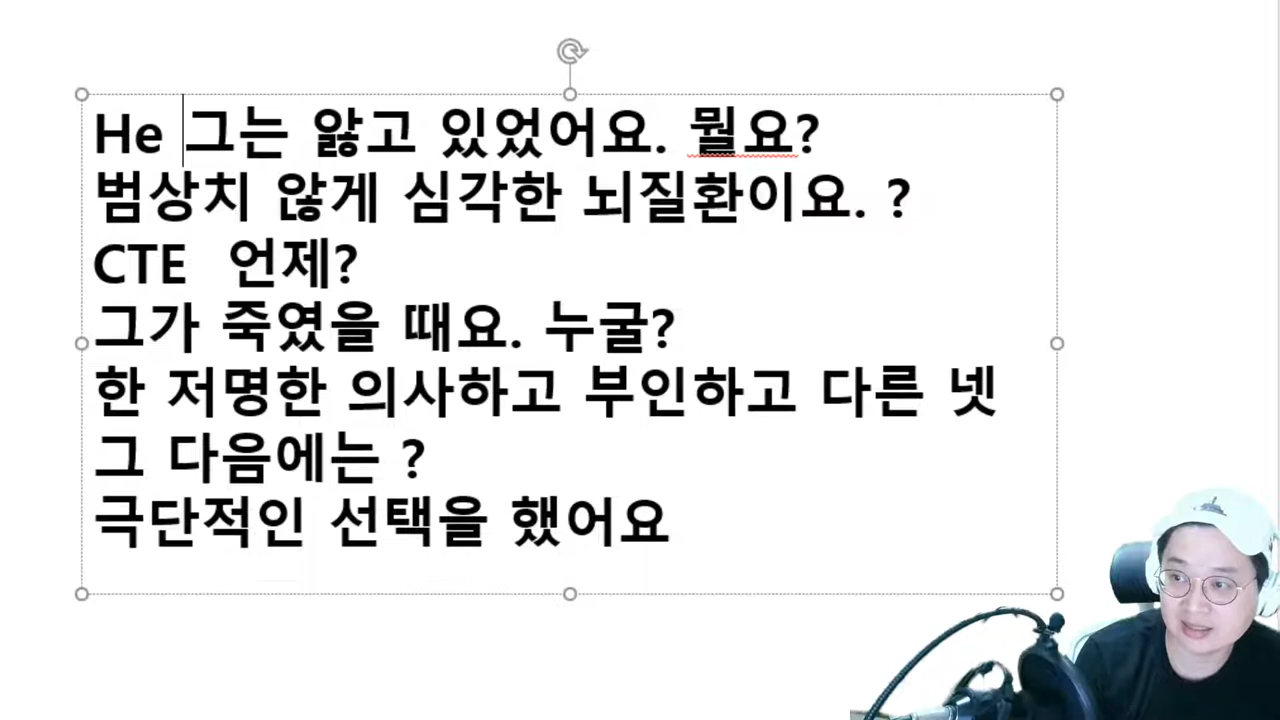 He 그는 앓고 있었어요. 뭘요?
범상치 않게 심각한 뇌질환이요. ?
CTE 언제?
그가 죽였을 때요. 누굴?
한 저명한 의사하고 부인하고 다른 넷
그 다음에는 ?
극단적인 선택을 했어요